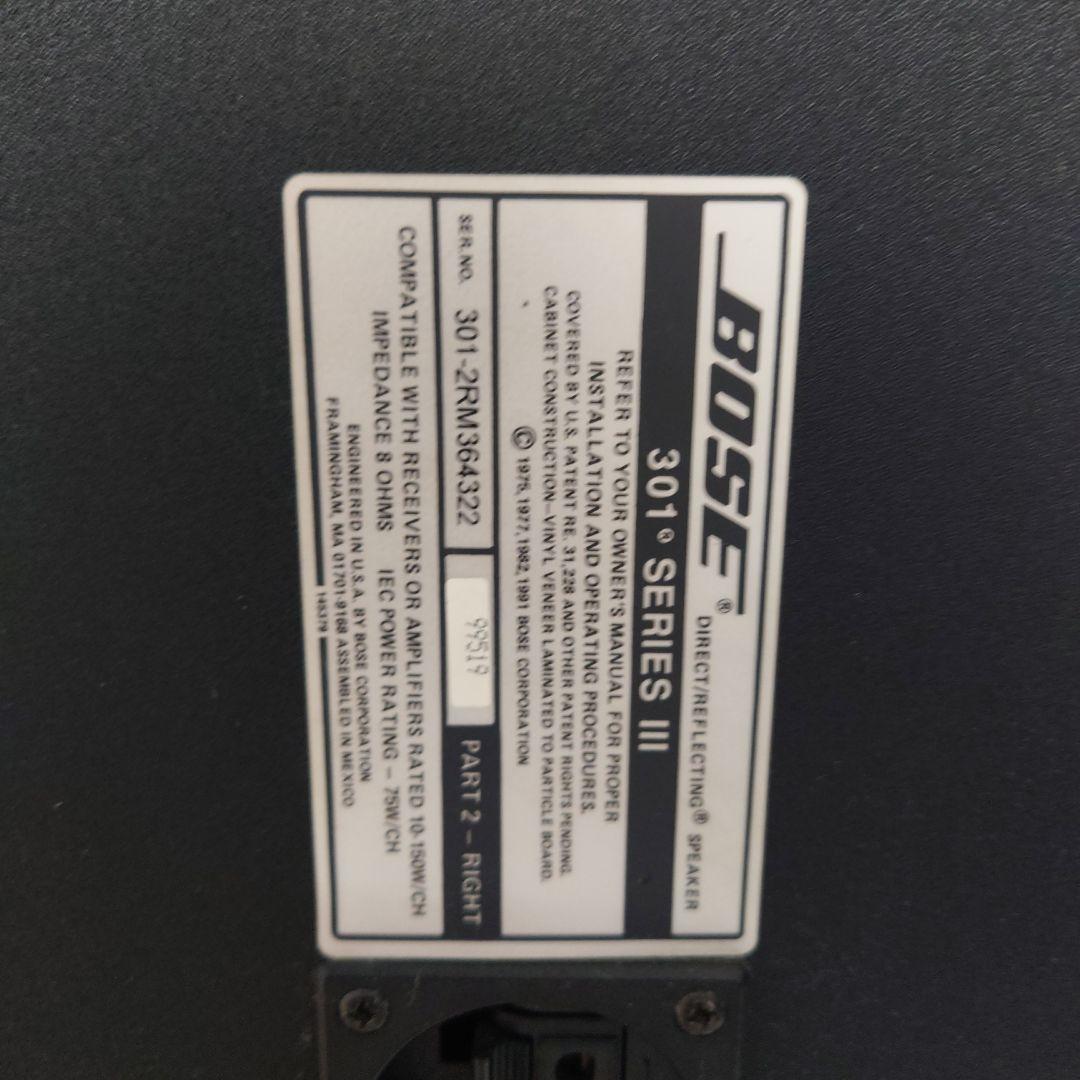 BOSE® DIRECT/REFLECTING® SPEAKER
301® SERIES III
REFER TO YOUR OWNER'S MANUAL FOR PROPER
INSTALLATION AND OPERATING PROCEDURES.
COVERED BY U.S. PATENT RE. 31,228 AND OTHER PATENT RIGHTS PENDING.
CABINET CONSTRUCTION—VINYL VENEER LAMINATED TO PARTICLE BOARD.
© 1975, 1977, 1982, 1991 BOSE CORPORATION
SER. NO. 301-2RM364322 99519 PART 2 — RIGHT
COMPATIBLE WITH RECEIVERS OR AMPLIFIERS RATED 10-150W/CH
IMPEDANCE 8 OHMS IEC POWER RATING — 75W/CH
ENGINEERED IN U.S.A. BY BOSE CORPORATION
FRAMINGHAM, MA 01701-9168 ASSEMBLED IN MEXICO
145379